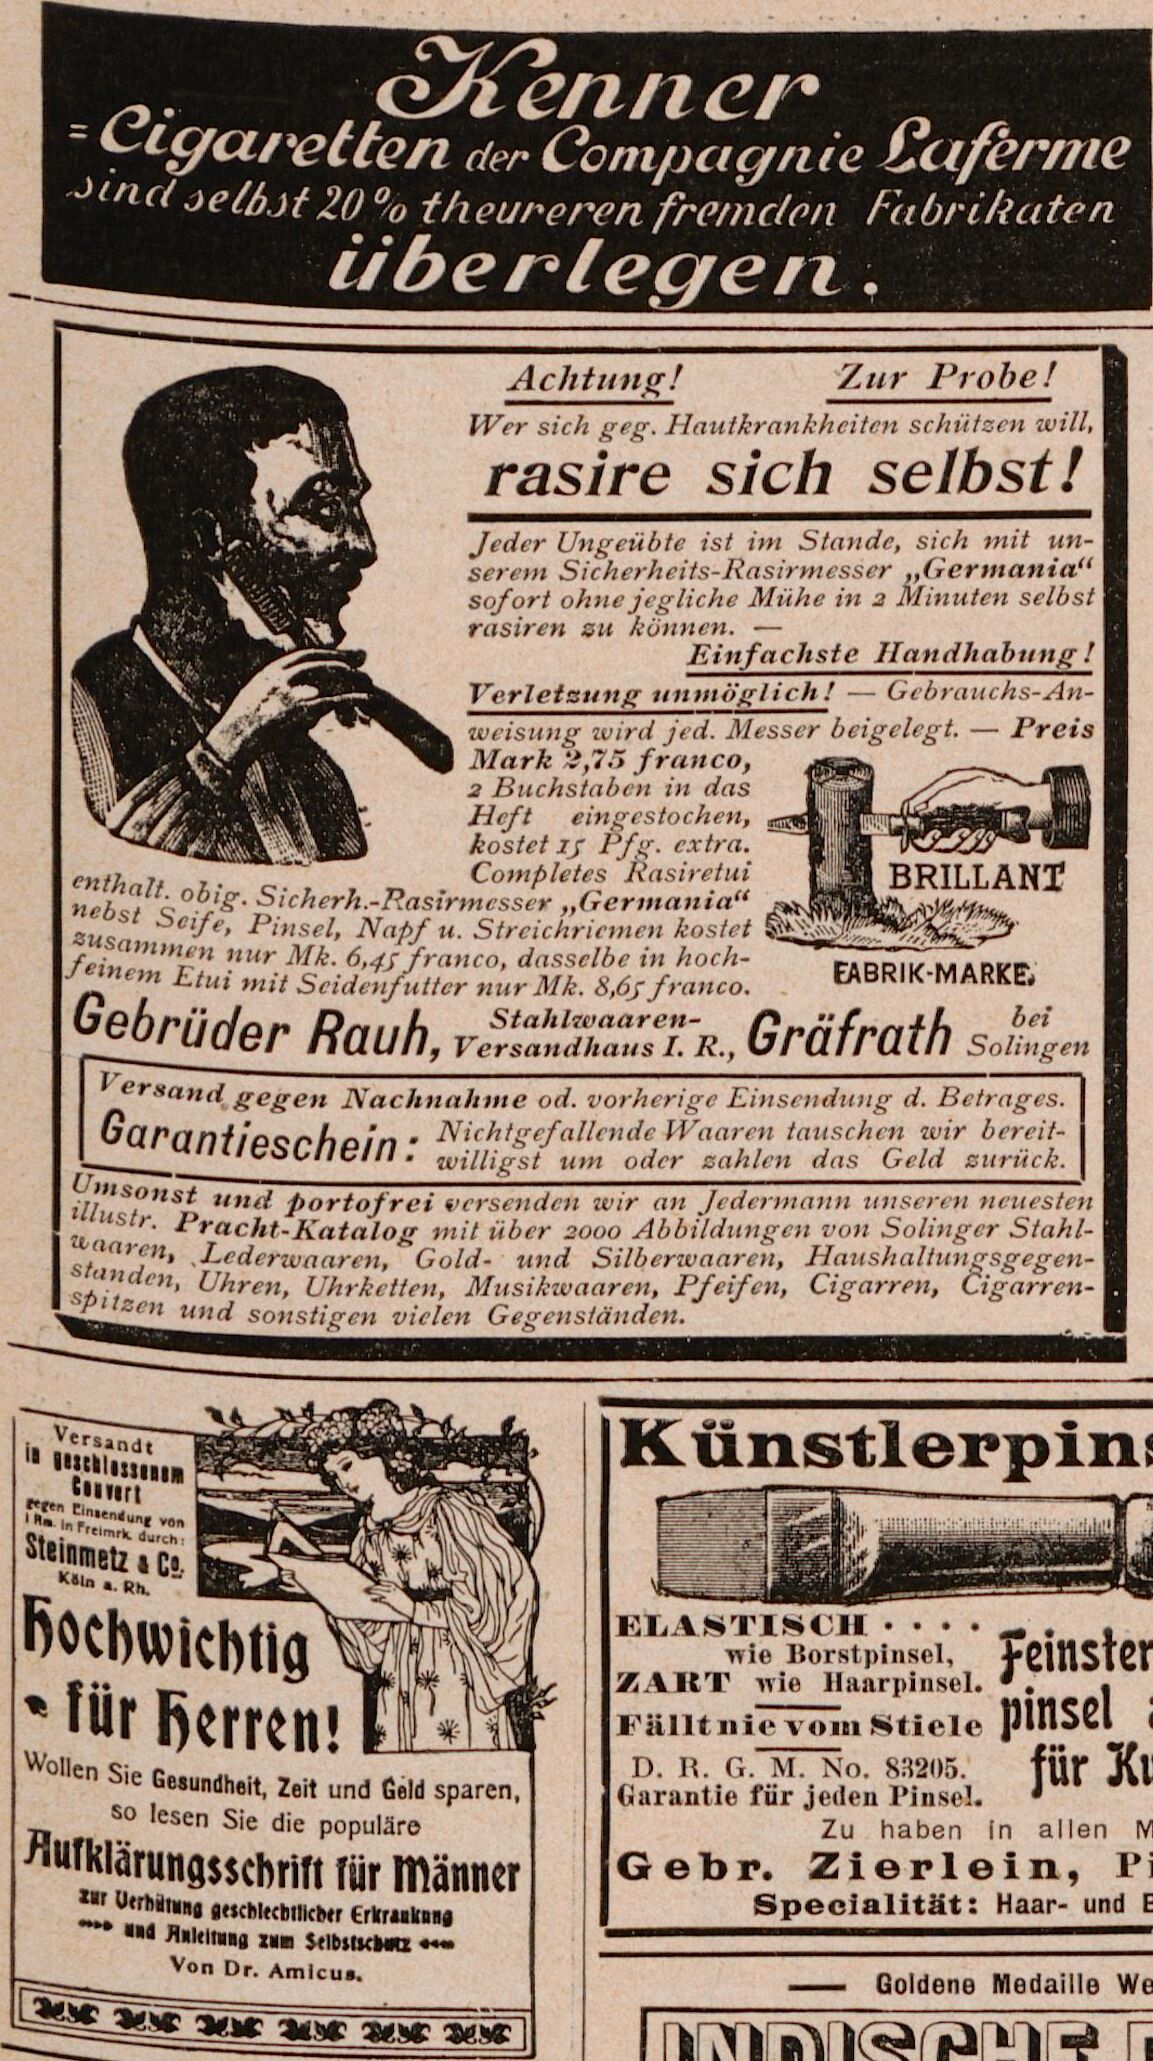 Kenner
=Cigaretten der Compagnie Laferme
sind selbst 20% theureren fremden Fabrikaten
überlegen.
Achtung! Zur Probe!
Wer sich geg. Hautkrankheiten schützen will,
rasire sich selbst!
Jeder Ungeübte ist im Stande, sich mit un-
serem Sicherheits-Rasirmesser „Germania“
sofort ohne jegliche Mühe in 2 Minuten selbst
rasiren zu können. —
Einfachste Handhabung!
Verletzung unmöglich! — Gebrauchs-An-
weisung wird jed. Messer beigelegt. — Preis
Mark 2,75 franco,
2 Buchstaben in das
Heft eingestochen,
kostet 15 Pfg. extra.
Completes Rasiretui
enthalt. obig. Sicherh.-Rasirmesser „Germania“
nebst Seife, Pinsel, Napf u. Streichriemen kostet
zusammen nur Mk. 6,45 franco, dasselbe in hoch-
feinem Etui mit Seidenfutter nur Mk. 8,65 franco.
BRILLANT
FABRIK-MARKE.
Gebrüder Rauh, Stahlwaaren-Versandhaus I. R., Gräfrath bei Solingen
Versand gegen Nachnahme od. vorherige Einsendung d. Betrages.
Garantieschein: Nichtgefallende Waaren tauschen wir bereit-
willigst um oder zahlen das Geld zurück.
Umsonst und portofrei versenden wir an Jedermann unseren neuesten
illustr. Pracht-Katalog mit über 2000 Abbildungen von Solinger Stahl-
waaren, Lederwaaren, Gold- und Silberwaaren, Haushaltungsgegen-
ständen, Uhren, Uhrketten, Musikwaaren, Pfeifen, Cigarren, Cigarren-
spitzen und sonstigen vielen Gegenständen.
Versandt
in geschlossenem
Couvert
gegen Einsendung von
1 Rm. in Freimrk. durch:
Steinmetz & Co.
Köln a. Rh.
Hochwichtig
für Herren!
Wollen Sie Gesundheit, Zeit und Geld sparen,
so lesen Sie die populäre
Aufklärungsschrift für Männer
zur Verhütung geschlechtlicher Erkrankung
und Anleitung zum Selbstschutz
Von Dr. Amicus.
Künstlerpins
ELASTISCH . . . .
wie Borstpinsel,
ZART wie Haarpinsel.
Fällt nie vom Stiele
D. R. G. M. No. 83205.
Garantie für jeden Pinsel.
Feinster
pinsel
für Kü
Zu haben in allen M
Gebr. Zierlein, Pi
Specialität: Haar- und B
— Goldene Medaille We
INDISCHE